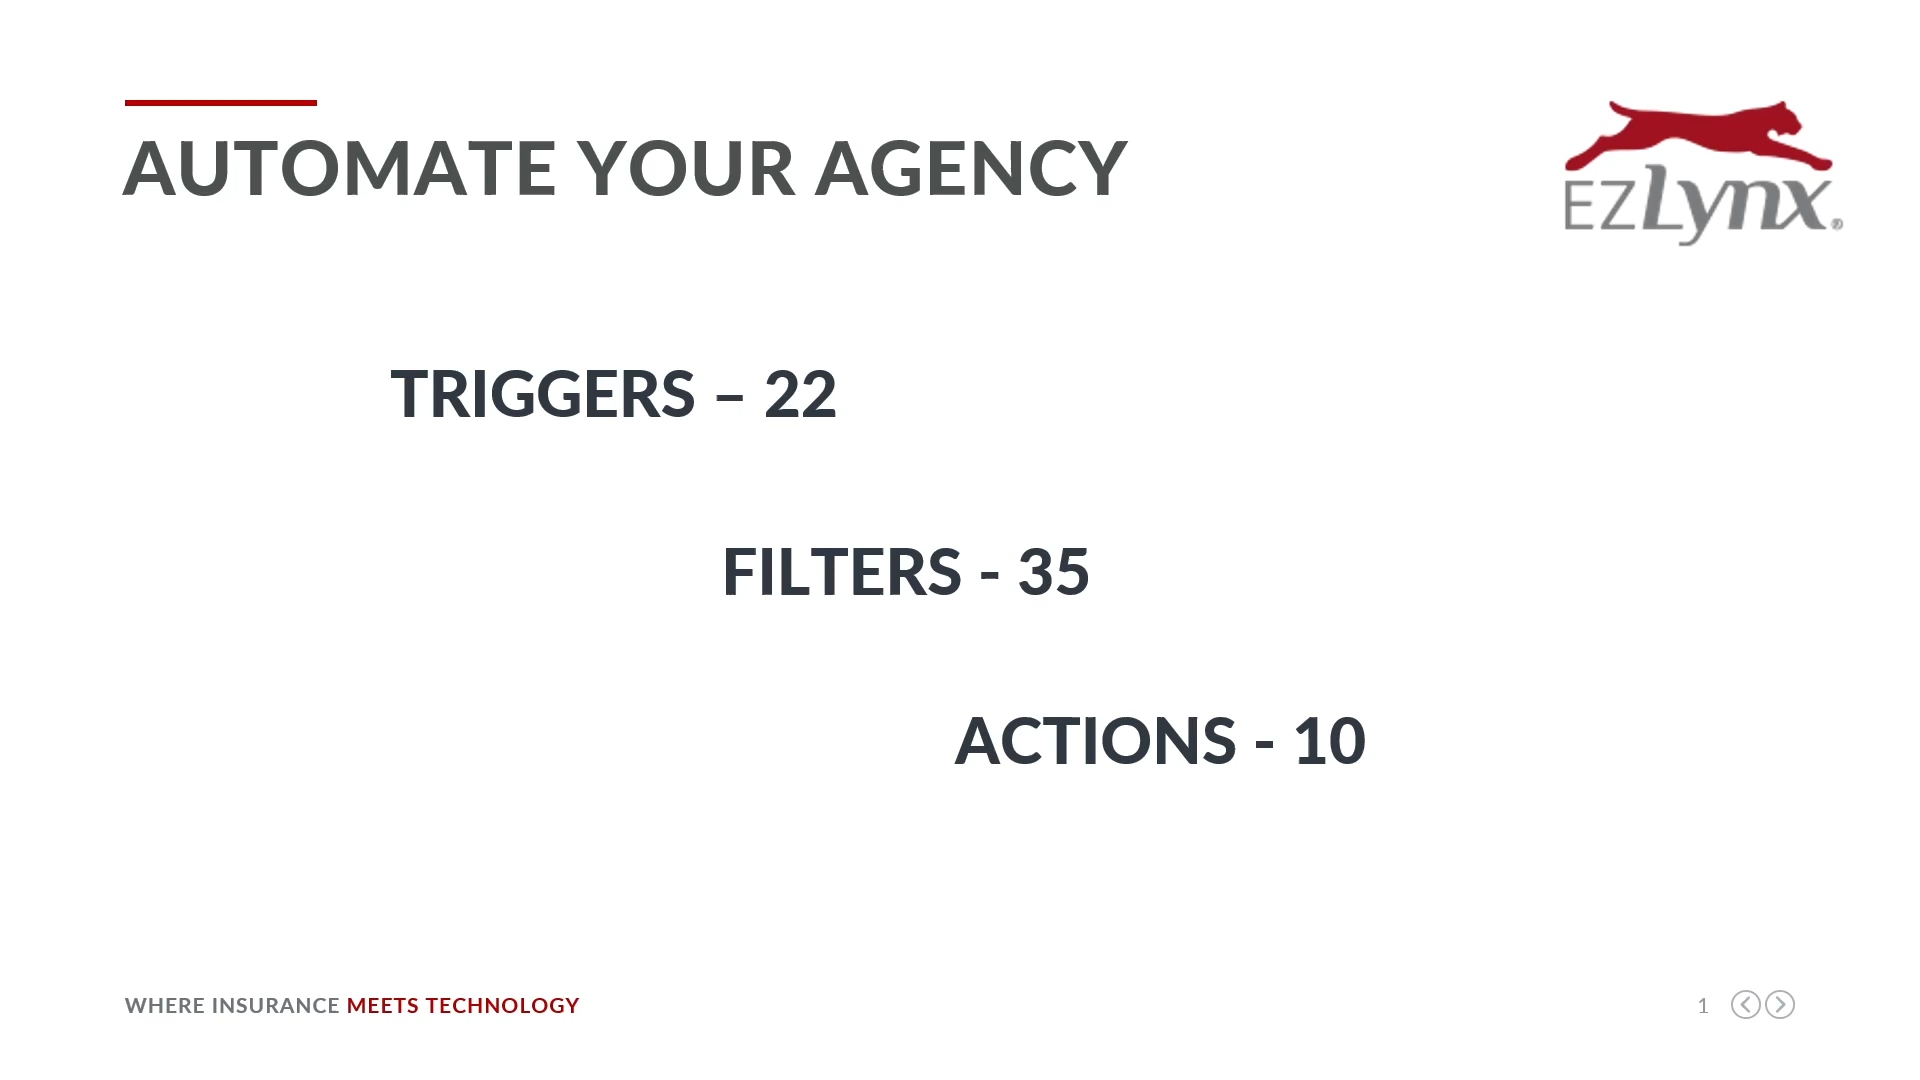 AUTOMATE YOUR AGENCY
EZLynx®
TRIGGERS – 22
FILTERS - 35
ACTIONS - 10
WHERE INSURANCE MEETS TECHNOLOGY
1